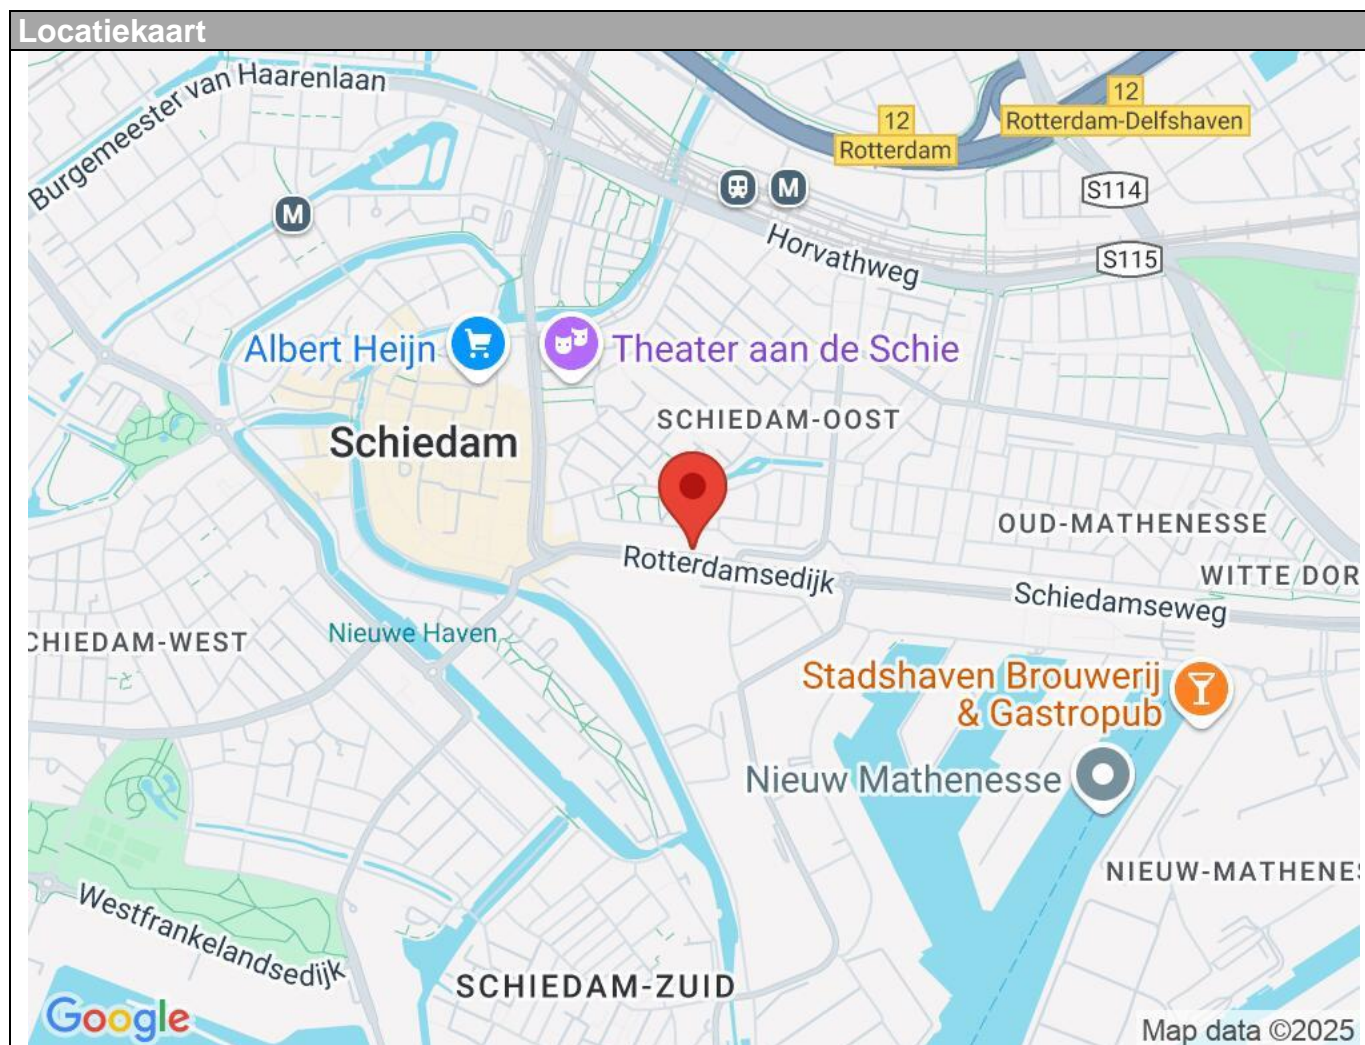 Locatiekaart
Burgemeester van Haarenlaan
12
Rotterdam-Delfshaven
12
Rotterdam
M
M
S114
Horvathweg
S115
Albert Heijn
Theater aan de Schie
SCHIEDAM-OOST
Schiedam
OUD-MATHENESSE
Rotterdamsedijk
WITTE DOR
Schiedamseweg
CHIEDAM-WEST
Nieuwe Haven
Stadshaven Brouwerij
& Gastropub
Nieuw Mathenesse
NIEUW-MATHENES
Westfrankelandsedijk
SCHIEDAM-ZUID
Google
Map data ©2025